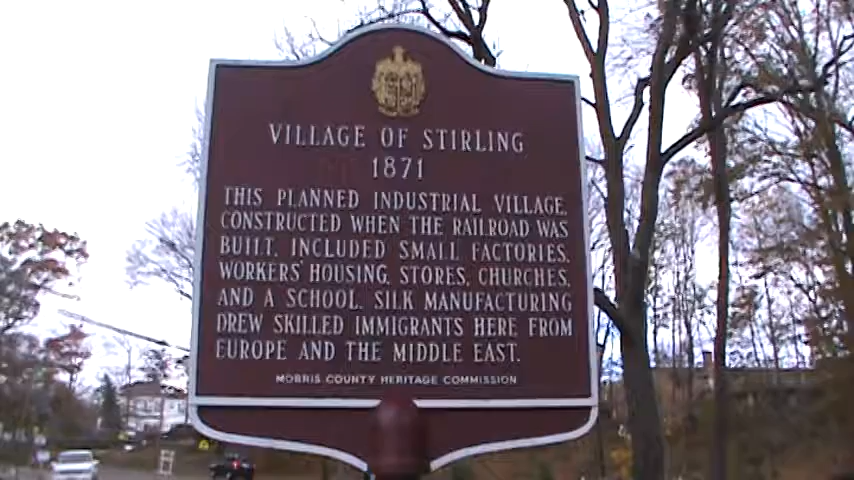 VILLAGE OF STIRLING
1871
THIS PLANNED INDUSTRIAL VILLAGE,
CONSTRUCTED WHEN THE RAILROAD WAS
BUILT, INCLUDED SMALL FACTORIES,
WORKERS' HOUSING, STORES, CHURCHES,
AND A SCHOOL. SILK MANUFACTURING
DREW SKILLED IMMIGRANTS HERE FROM
EUROPE AND THE MIDDLE EAST.
MORRIS COUNTY HERITAGE COMMISSION